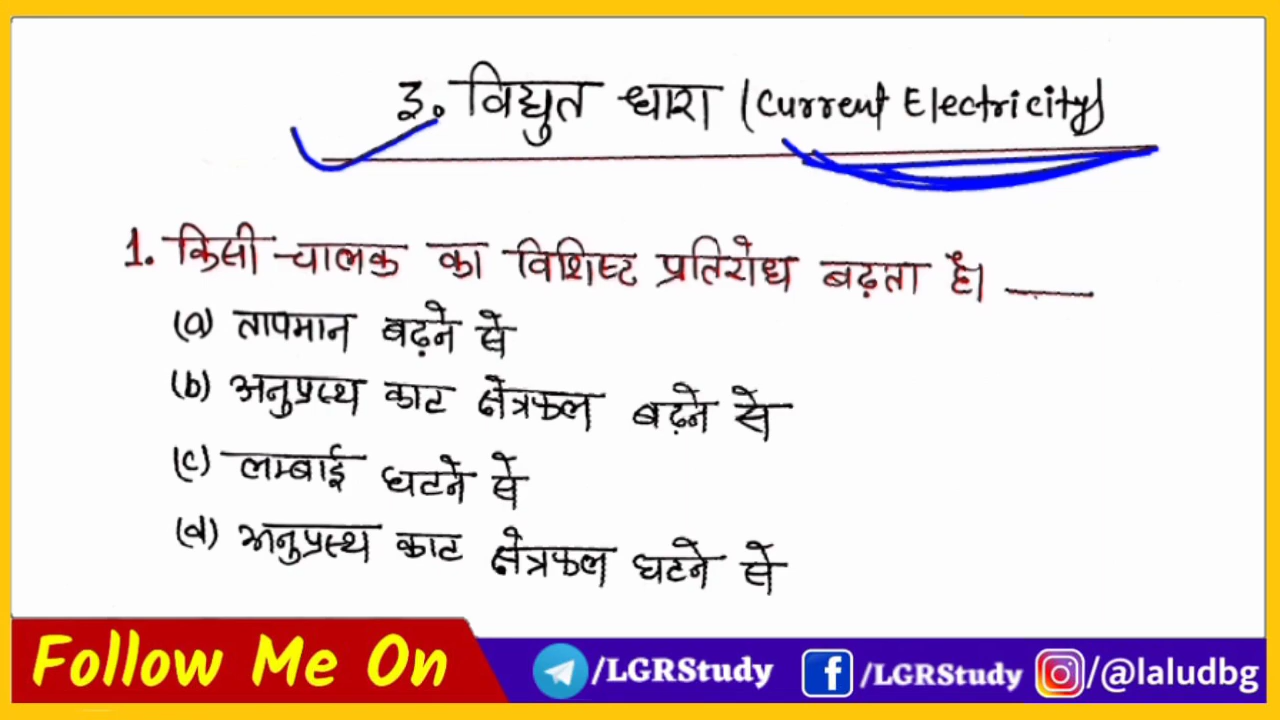 3. विद्युत धारा (Current Electricity)
1. किसी चालक का विशिष्ट प्रतिरोध बढ़ता है। ____
(a) तापमान बढ़ने से
(b) अनुप्रस्थ काट क्षेत्रफल बढ़ने से
(c) लम्बाई घटने से
(d) अनुप्रस्थ काट क्षेत्रफल घटने से
Follow Me On /LGRStudy /LGRStudy /@laludbg